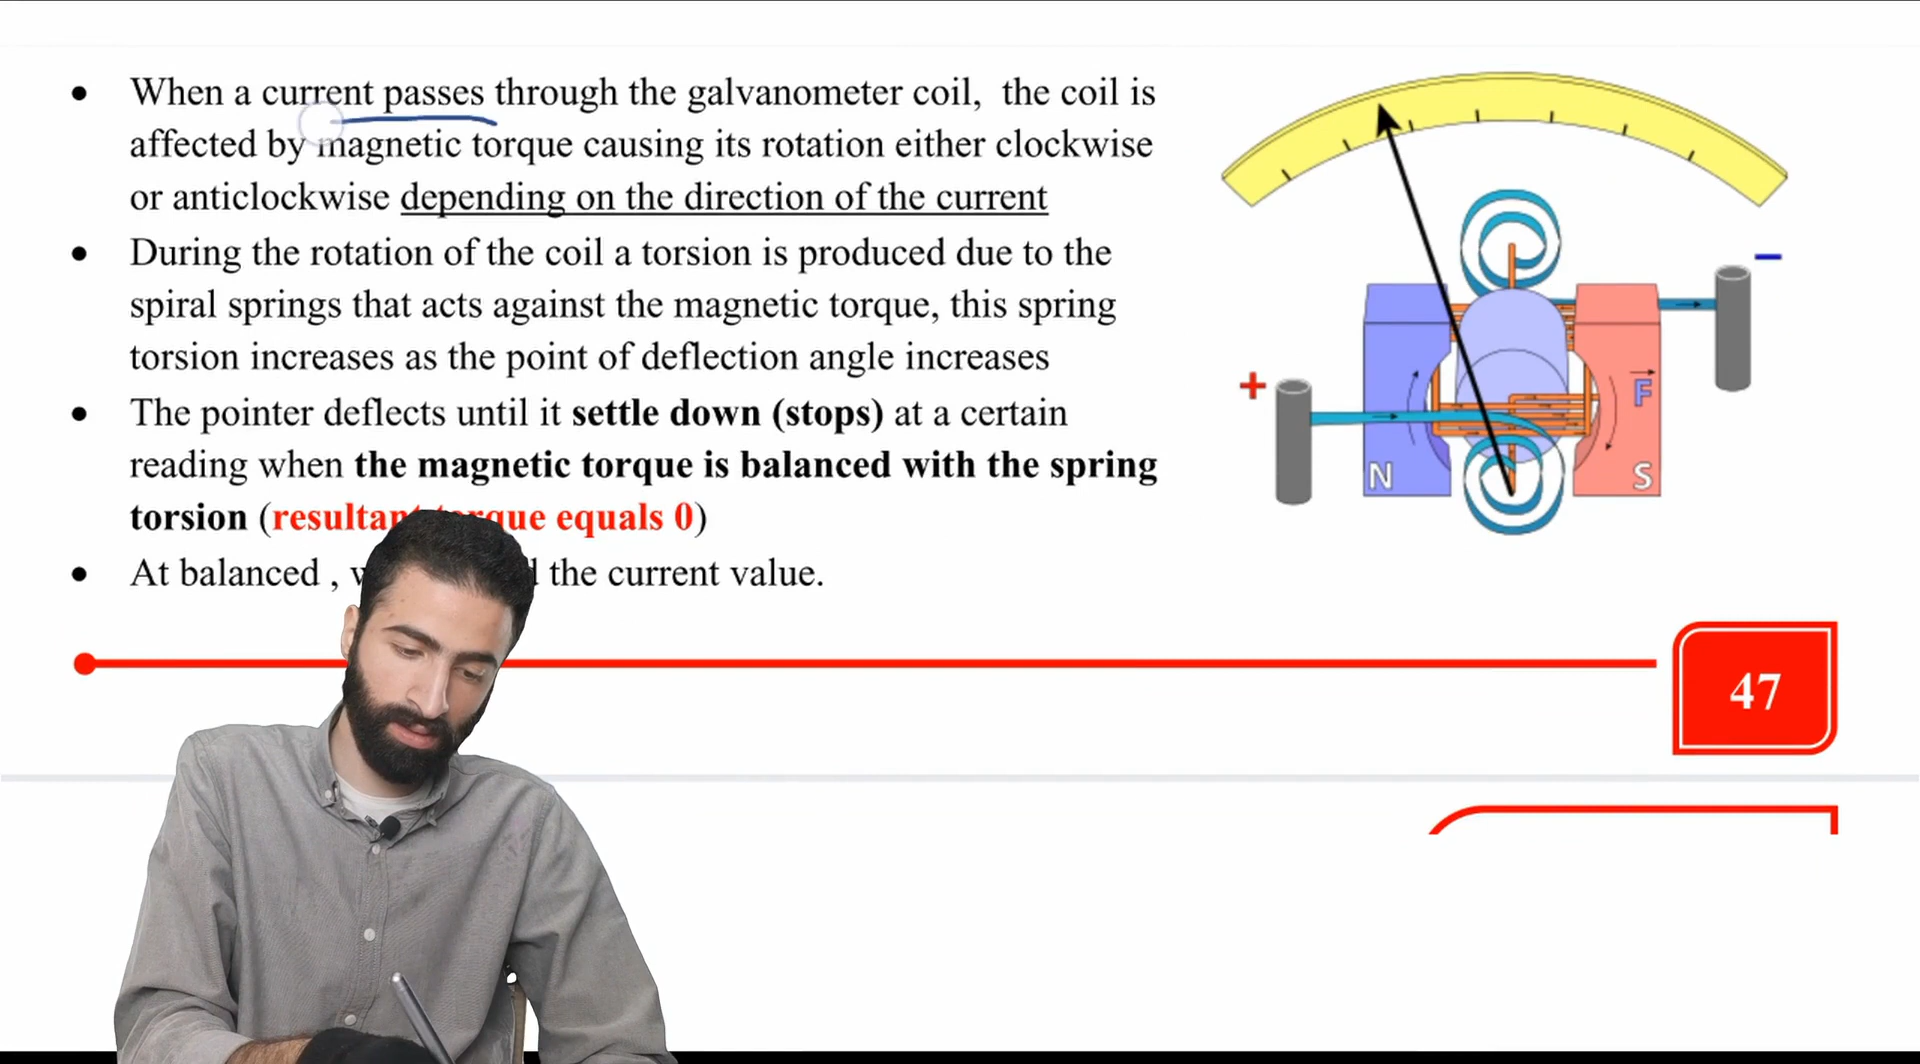 • When a current passes through the galvanometer coil, the coil is
affected by magnetic torque causing its rotation either clockwise
or anticlockwise depending on the direction of the current
• During the rotation of the coil a torsion is produced due to the
spiral springs that acts against the magnetic torque, this spring
torsion increases as the point of deflection angle increases
• The pointer deflects until it settle down (stops) at a certain
reading when the magnetic torque is balanced with the spring
torsion (resultant torque equals 0)
• At balanced , the current value.
+
−
N
S
F
47